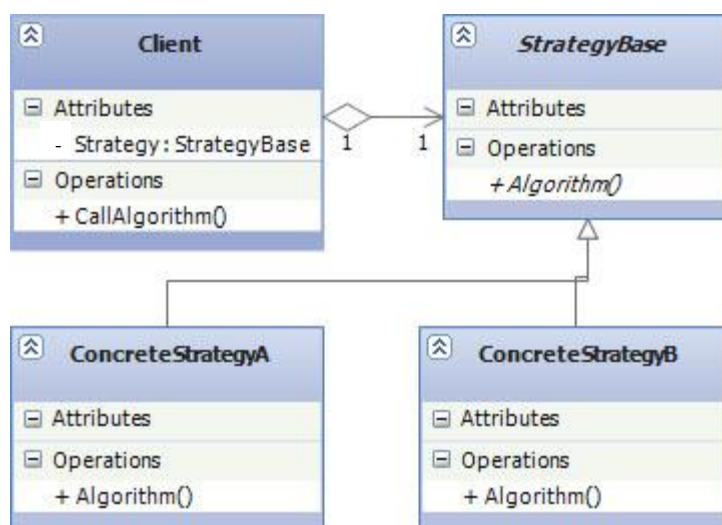 Client
Attributes
- Strategy : StrategyBase
Operations
+ CallAlgorithm()
1
1
StrategyBase
Attributes
Operations
+ Algorithm()
ConcreteStrategyA
Attributes
Operations
+ Algorithm()
ConcreteStrategyB
Attributes
Operations
+ Algorithm()